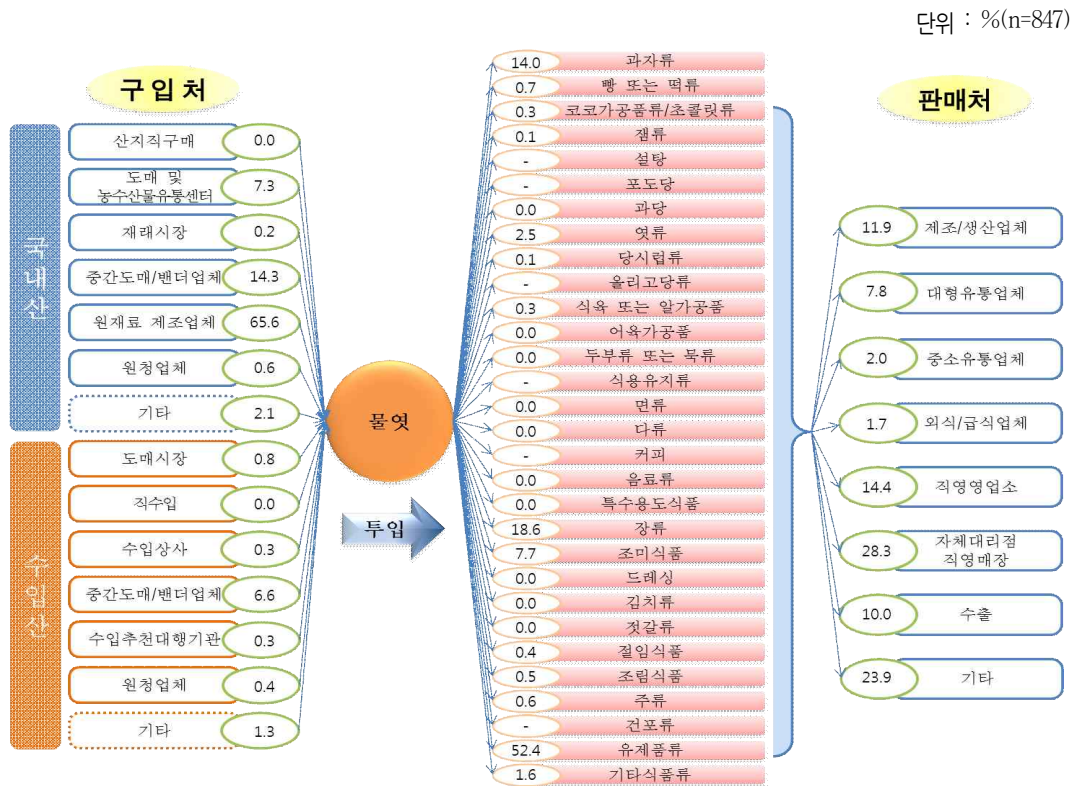 단위 : %(n=847)
구입처
판매처
국내산
산지직구매 0.0
도매 및
농수산물유통센터 7.3
재래시장 0.2
중간도매/밴더업체 14.3
원재료 제조업체 65.6
원청업체 0.6
기타 2.1
수입산
도매시장 0.8
직수입 0.0
수입상사 0.3
중간도매/밴더업체 6.6
수입추천대행기관 0.3
원청업체 0.4
기타 1.3
물엿
투입
14.0 과자류
0.7 빵 또는 떡류
0.3 코코가공품류/초콜릿류
0.1 잼류
- 설탕
- 포도당
0.0 과당
2.5 엿류
0.1 당시럽류
- 올리고당류
0.3 식육 또는 알가공품
0.0 어육가공품
0.0 두부류 또는 묵류
- 식용유지류
0.0 면류
0.0 다류
- 커피
0.0 음료류
0.0 특수용도식품
18.6 장류
7.7 조미식품
0.0 드레싱
0.0 김치류
0.0 젓갈류
0.4 절임식품
0.5 조림식품
0.6 주류
- 건포류
52.4 유제품류
1.6 기타식품류
11.9 제조/생산업체
7.8 대형유통업체
2.0 중소유통업체
1.7 외식/급식업체
14.4 직영영업소
28.3 자체대리점
직영매장
10.0 수출
23.9 기타